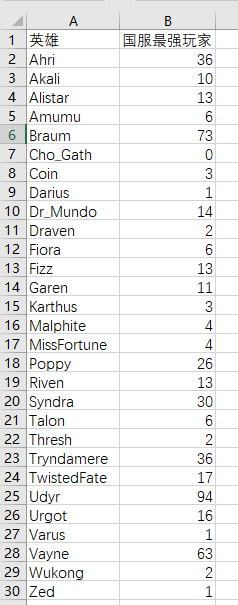 A B
1 英雄 国服最强玩家
2 Ahri 36
3 Akali 10
4 Alistar 13
5 Amumu 6
6 Braum 73
7 Cho_Gath 0
8 Coin 3
9 Darius 1
10 Dr_Mundo 14
11 Draven 2
12 Fiora 6
13 Fizz 13
14 Garen 11
15 Karthus 3
16 Malphite 4
17 MissFortune 4
18 Poppy 26
19 Riven 13
20 Syndra 30
21 Talon 6
22 Thresh 2
23 Tryndamere 36
24 TwistedFate 17
25 Udyr 94
26 Urgot 16
27 Varus 1
28 Vayne 63
29 Wukong 2
30 Zed 1